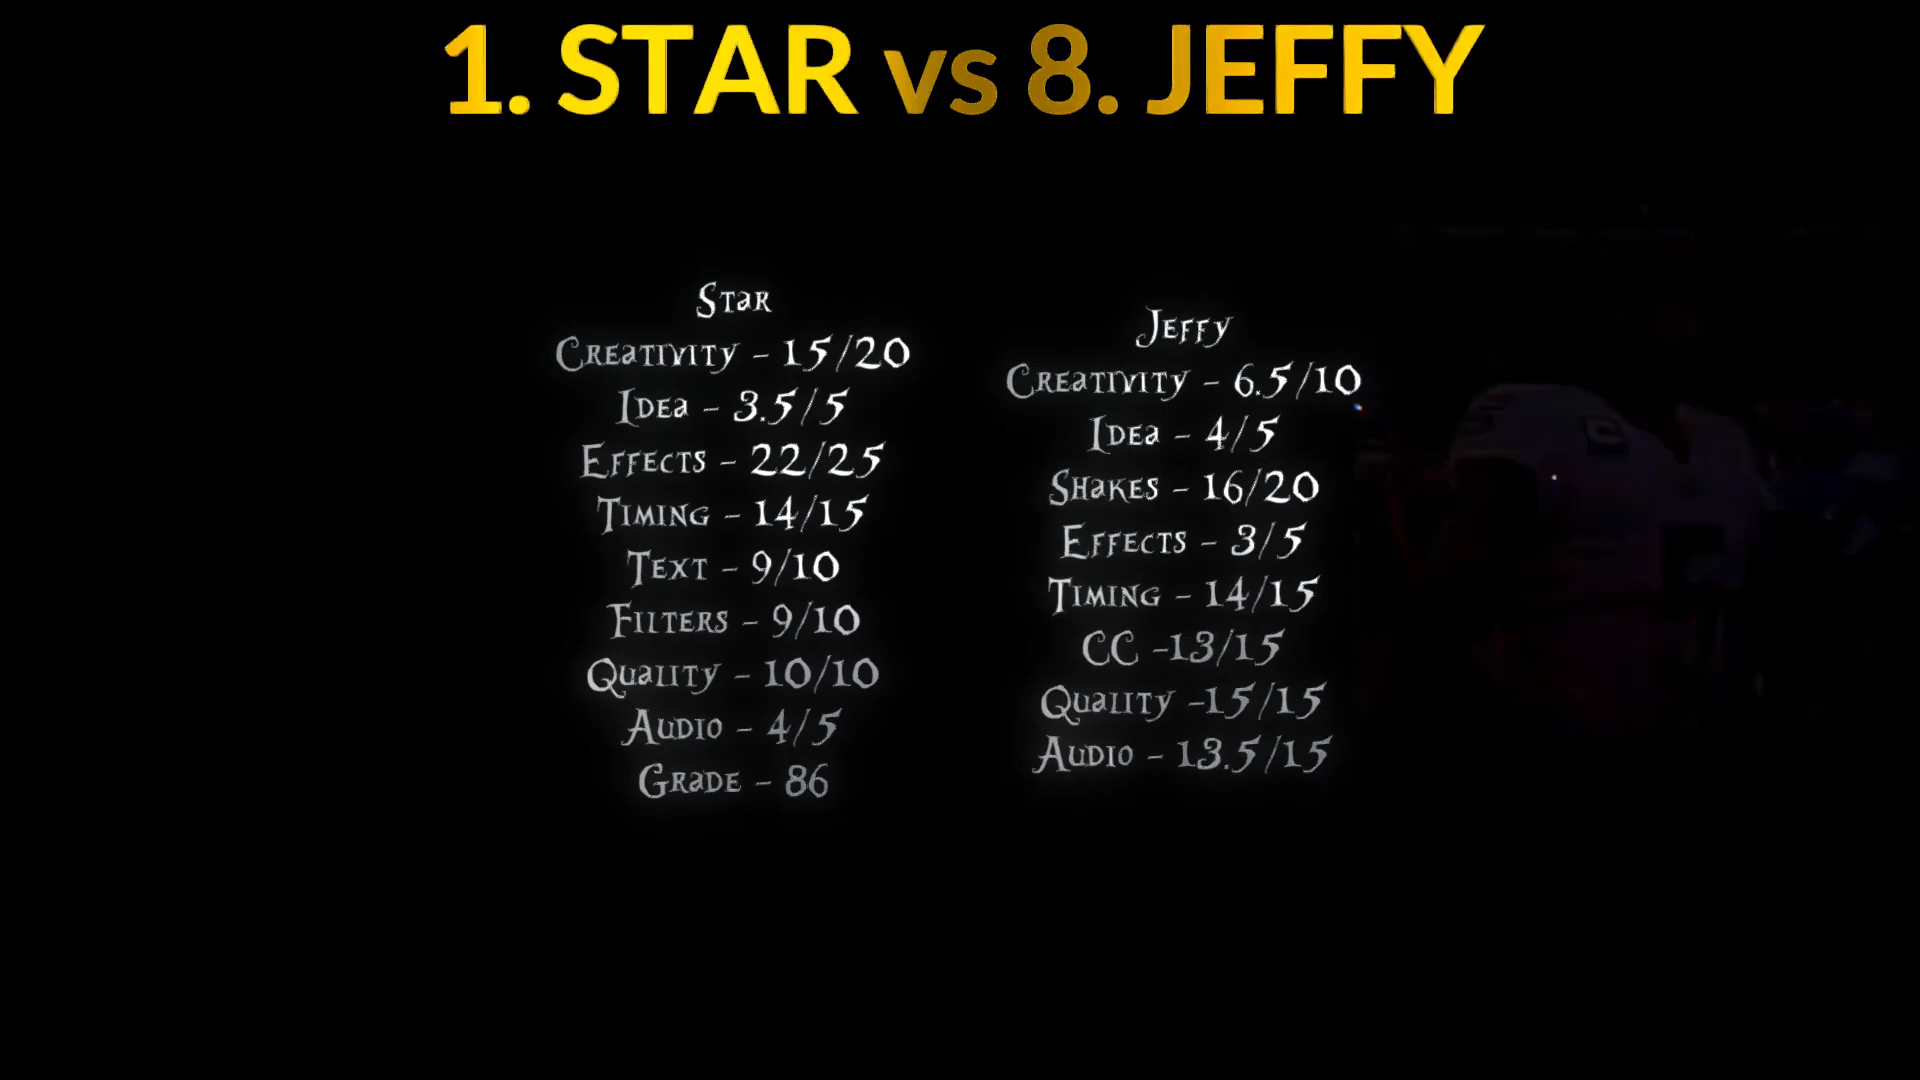 1. STAR vs 8. JEFFY
Star
Creativity - 15/20
Idea - 3.5/5
Effects - 22/25
Timing - 14/15
Text - 9/10
Filters - 9/10
Quality - 10/10
Audio - 4/5
Grade - 86
Jeffy
Creativity - 6.5/10
Idea - 4/5
Shakes - 16/20
Effects - 3/5
Timing - 14/15
CC -13/15
Quality -15/15
Audio - 13.5/15